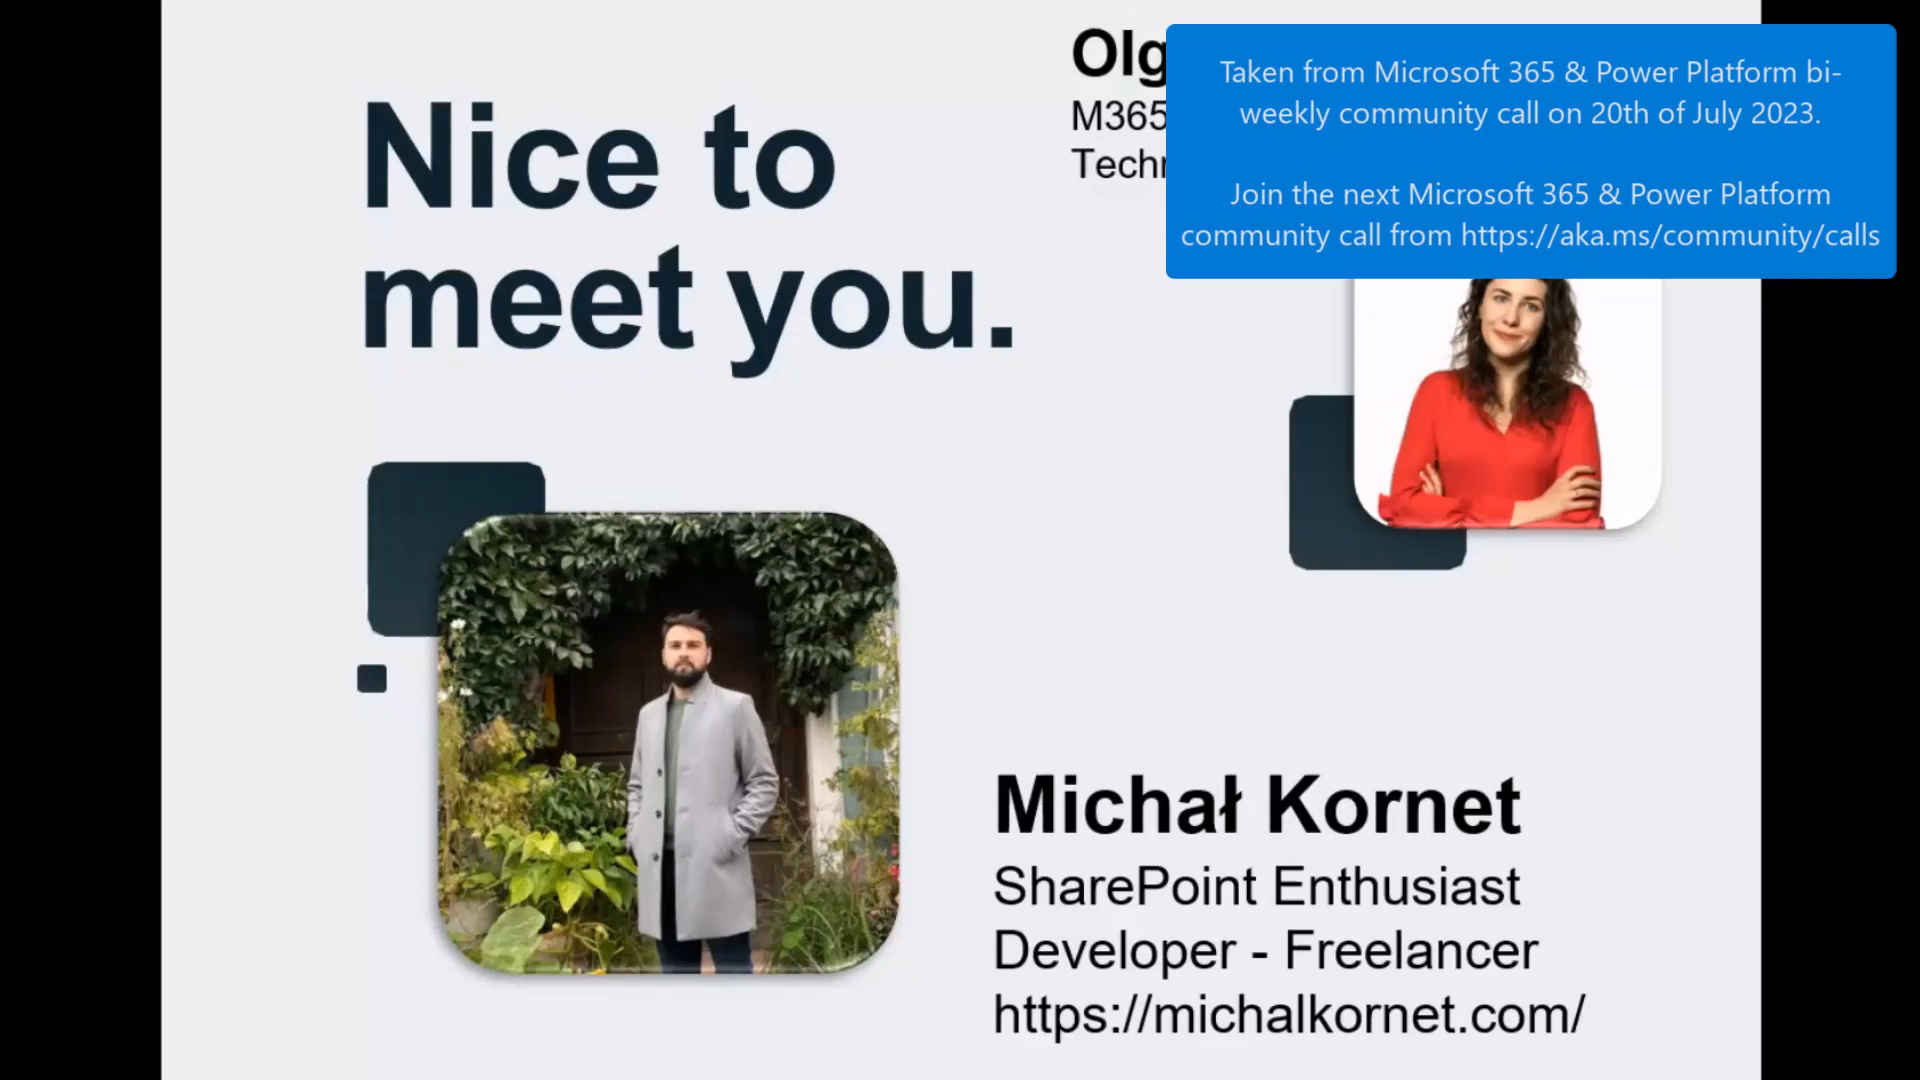 Nice to
meet you.
M365
Taken from Microsoft 365 & Power Platform bi-
weekly community call on 20th of July 2023.
Join the next Microsoft 365 & Power Platform
community call from https://aka.ms/community/calls
Michał Kornet
SharePoint Enthusiast
Developer - Freelancer
https://michalkornet.com/